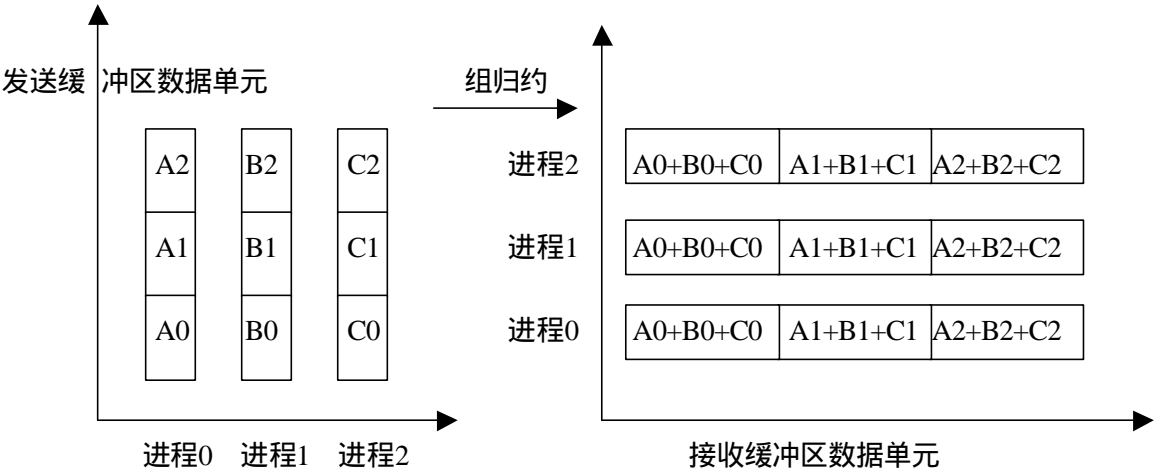 发送缓 冲区数据单元
组归约
A2 B2 C2
进程2 A0+B0+C0 A1+B1+C1 A2+B2+C2
A1 B1 C1
进程1 A0+B0+C0 A1+B1+C1 A2+B2+C2
A0 B0 C0
进程0 A0+B0+C0 A1+B1+C1 A2+B2+C2
进程0 进程1 进程2
接收缓冲区数据单元